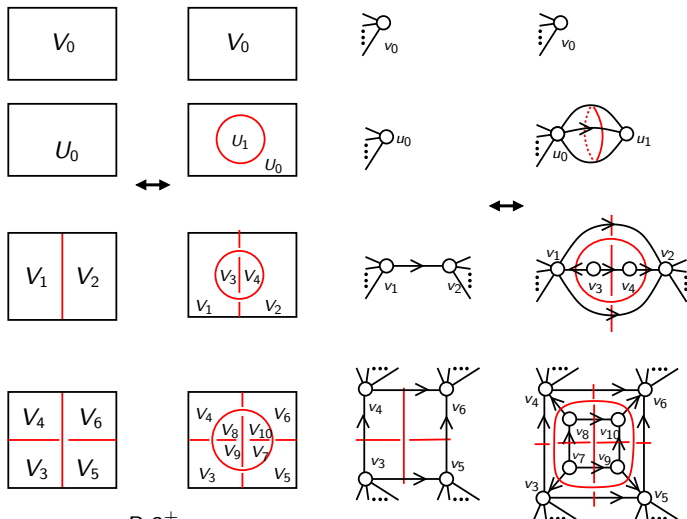 V₀ V₀ v₀ v₀
U₀ U₁ u₀ u₁
U₀ u₀
V₁ V₂ V₃ V₄ v₁ v₂
V₁ V₂ v₁ v₂ v₃ v₄
V₄ V₆ V₄ V₆ v₄ v₆ v₄ v₆
V₈ V₁₀ v₈ v₁₀
V₃ V₅ V₉ V₇ v₃ v₅ v₇ v₉
V₃ V₅ v₃ v₅